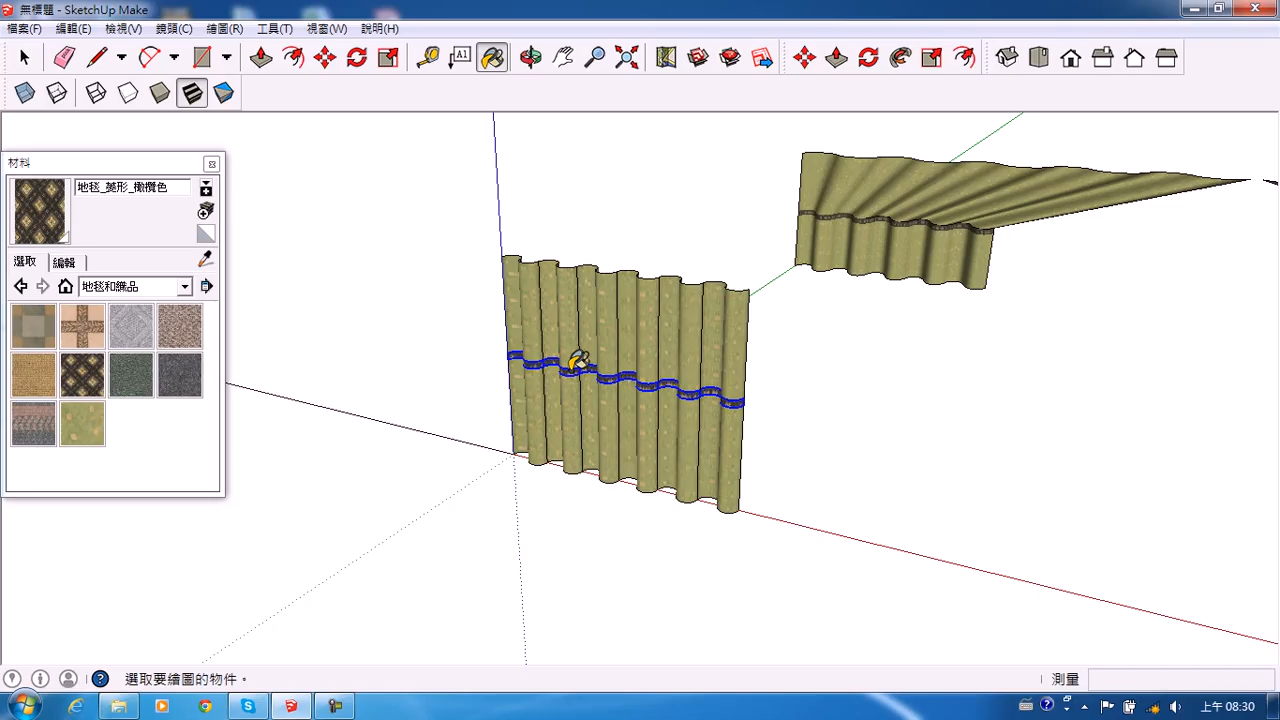 無標題 - SketchUp Make
檔案(F) 編輯(E) 檢視(V) 鏡頭(C) 繪圖(R) 工具(T) 視窗(W) 說明(H)
A1
材料
地毯_菱形_橄欖色
選取 編輯
地毯和織品
選取要繪圖的物件。
測量
上午 08:30